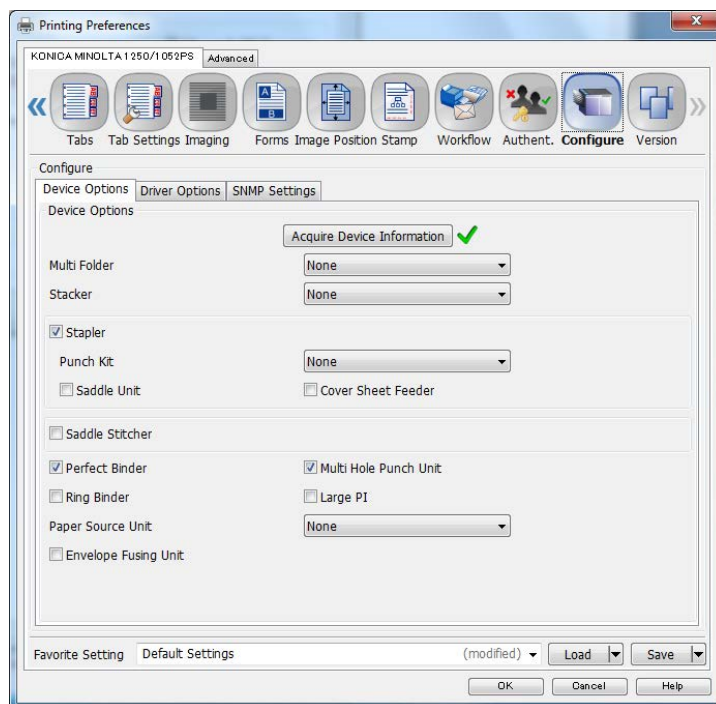 Printing Preferences
KONICA MINOLTA 1250/1052PS Advanced
Tabs Tab Settings Imaging Forms Image Position Stamp Workflow Authent. Configure Version
Configure
Device Options Driver Options SNMP Settings
Device Options
Acquire Device Information
Multi Folder None
Stacker None
Stapler
Punch Kit None
Saddle Unit Cover Sheet Feeder
Saddle Stitcher
Perfect Binder Multi Hole Punch Unit
Ring Binder Large PI
Paper Source Unit None
Envelope Fusing Unit
Favorite Setting Default Settings (modified) Load Save
OK Cancel Help